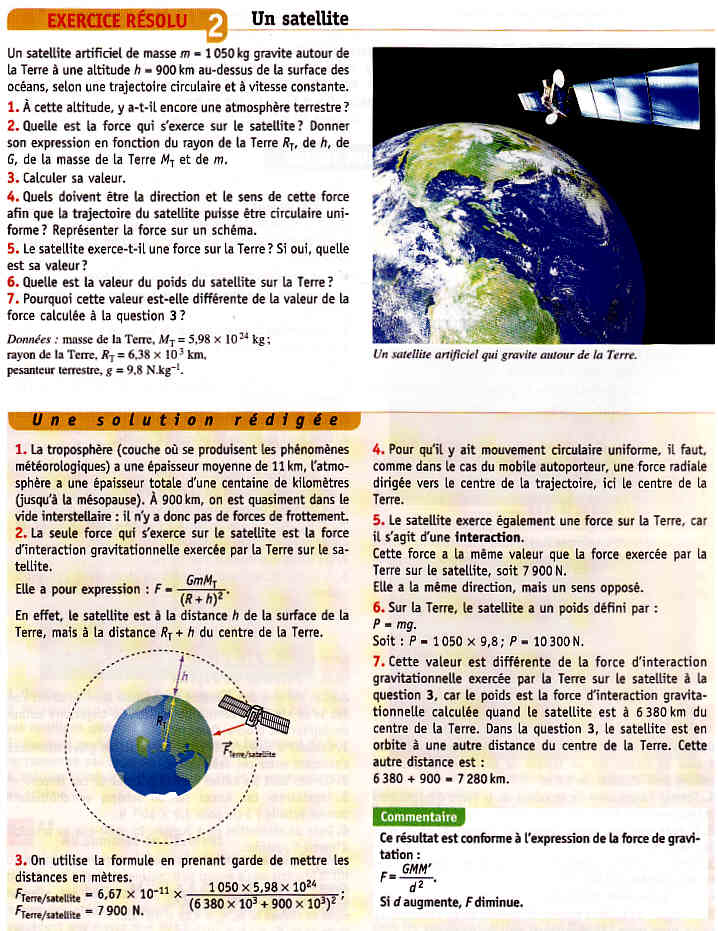 EXERCICE RÉSOLU 2 Un satellite
Un satellite artificiel de masse m = 1 050 kg gravite autour de
la Terre à une altitude h = 900 km au-dessus de la surface des
océans, selon une trajectoire circulaire et à vitesse constante.
1. À cette altitude, y a-t-il encore une atmosphère terrestre ?
2. Quelle est la force qui s'exerce sur le satellite ? Donner
son expression en fonction du rayon de la Terre R_T, de h, de
G, de la masse de la Terre M_T et de m.
3. Calculer sa valeur.
4. Quels doivent être la direction et le sens de cette force
afin que la trajectoire du satellite puisse être circulaire uni-
forme ? Représenter la force sur un schéma.
5. Le satellite exerce-t-il une force sur la Terre ? Si oui, quelle
est sa valeur ?
6. Quelle est la valeur du poids du satellite sur la Terre ?
7. Pourquoi cette valeur est-elle différente de la valeur de la
force calculée à la question 3 ?
Données : masse de la Terre, M_T = 5,98 × 10^24 kg ;
rayon de la Terre, R_T = 6,38 × 10^3 km,
pesanteur terrestre, g = 9,8 N.kg^-1.
Un satellite artificiel qui gravite autour de la Terre.
Une solution rédigée
1. La troposphère (couche où se produisent les phénomènes
météorologiques) a une épaisseur moyenne de 11 km, l'atmo-
sphère a une épaisseur totale d'une centaine de kilomètres
(jusqu'à la mésopause). À 900 km, on est quasiment dans le
vide interstellaire : il n'y a donc pas de forces de frottement.
2. La seule force qui s'exerce sur le satellite est la force
d'interaction gravitationnelle exercée par la Terre sur le sa-
tellite.
Elle a pour expression : F = GmM_T / (R + h)^2.
En effet, le satellite est à la distance h de la surface de la
Terre, mais à la distance R_T + h du centre de la Terre.
h
R_T
F Terre/satellite
3. On utilise la formule en prenant garde de mettre les
distances en mètres.
F_Terre/satellite = 6,67 × 10^-11 × 1 050 × 5,98 × 10^24 / (6 380 × 10^3 + 900 × 10^3)^2 ;
F_Terre/satellite = 7 900 N.
4. Pour qu'il y ait mouvement circulaire uniforme, il faut,
comme dans le cas du mobile autoporteur, une force radiale
dirigée vers le centre de la trajectoire, ici le centre de la
Terre.
5. Le satellite exerce également une force sur la Terre, car
il s'agit d'une interaction.
Cette force a la même valeur que la force exercée par la
Terre sur le satellite, soit 7 900 N.
Elle a la même direction, mais un sens opposé.
6. Sur la Terre, le satellite a un poids défini par :
P = mg.
Soit : P = 1 050 × 9,8 ; P = 10 300 N.
7. Cette valeur est différente de la force d'interaction
gravitationnelle exercée par la Terre sur le satellite à la
question 3, car le poids est la force d'interaction gravita-
tionnelle calculée quand le satellite est à 6 380 km du
centre de la Terre. Dans la question 3, le satellite est en
orbite à une autre distance du centre de la Terre. Cette
autre distance est :
6 380 + 900 = 7 280 km.
Commentaire
Ce résultat est conforme à l'expression de la force de gravi-
tation :
F = GMM' / d^2.
Si d augmente, F diminue.